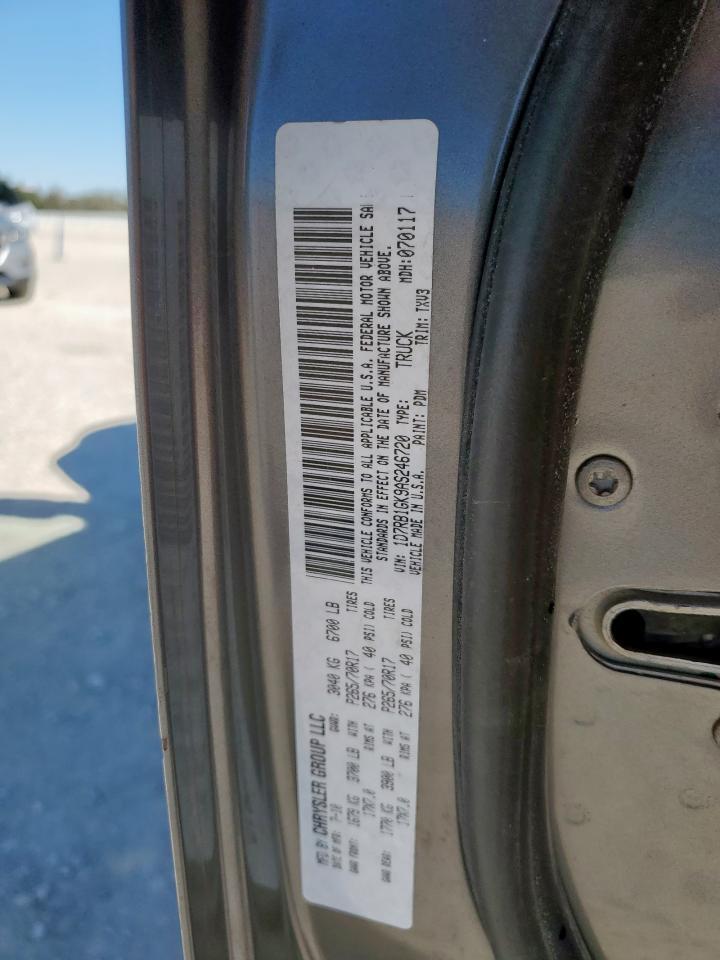 MFD BY CHRYSLER GROUP LLC
DATE OF MFR: 7-10 GVWR: 3040 KG 6700 LB
GAWR FRONT: 1679 KG 3700 LB WITH P265/70R17 TIRES
17X7.0 RIMS AT 276 KPA ( 40 PSI) COLD
GAWR REAR: 1770 KG 3900 LB WITH P265/70R17 TIRES
17X7.0 RIMS AT 276 KPA ( 40 PSI) COLD
THIS VEHICLE CONFORMS TO ALL APPLICABLE U.S.A. FEDERAL MOTOR VEHICLE SA
STANDARDS IN EFFECT ON THE DATE OF MANUFACTURE SHOWN ABOVE.
VIN: 1D7RB1GK9AS246720 TYPE: TRUCK MDH:070117
VEHICLE MADE IN U.S.A. PAINT: PDM TRIM: TXV3